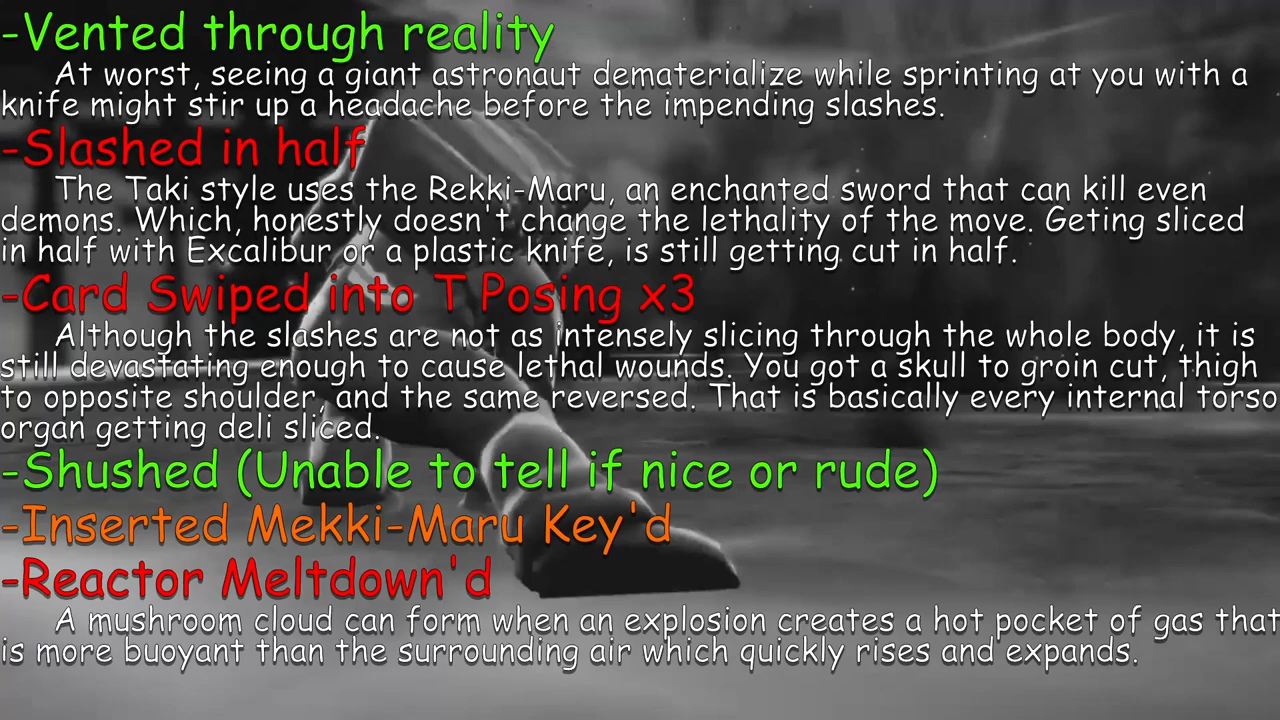 -Vented through reality
At worst, seeing a giant astronaut dematerialize while sprinting at you with a
knife might stir up a headache before the impending slashes.
-Slashed in half
The Taki style uses the Rekki-Maru, an enchanted sword that can kill even
demons. Which, honestly doesn't change the lethality of the move. Geting sliced
in half with Excalibur or a plastic knife, is still getting cut in half.
-Card Swiped into T Posing x3
Although the slashes are not as intensely slicing through the whole body, it is
still devastating enough to cause lethal wounds. You got a skull to groin cut, thigh
to opposite shoulder, and the same reversed. That is basically every internal torso
organ getting deli sliced.
-Shushed (Unable to tell if nice or rude)
-Inserted Mekki-Maru Key'd
-Reactor Meltdown'd
A mushroom cloud can form when an explosion creates a hot pocket of gas that
is more buoyant than the surrounding air which quickly rises and expands.